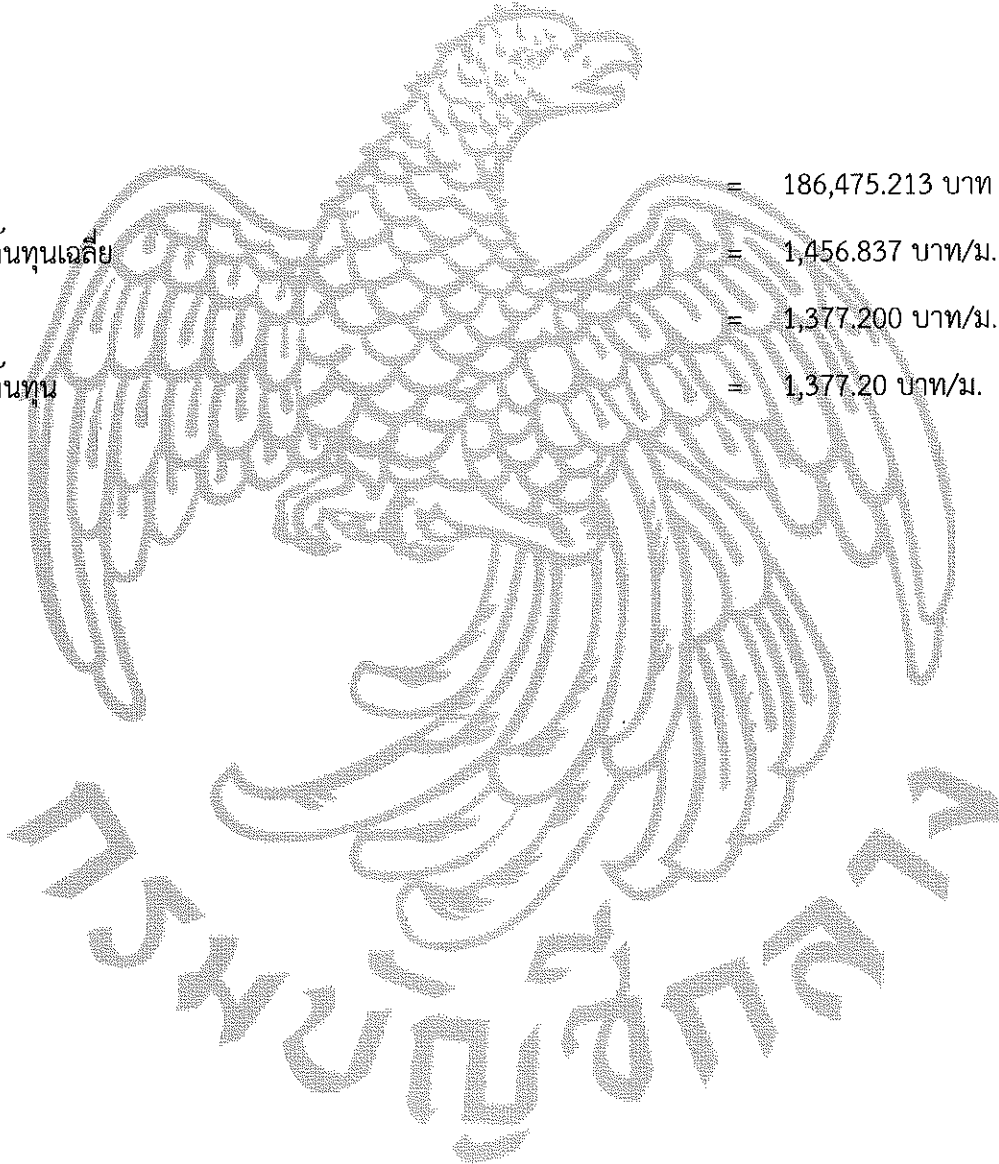 = 186,475.213 บาท
ต้นทุนเฉลี่ย = 1,456.837 บาท/ม.
= 1,377.200 บาท/ม.
ต้นทุน = 1,377.20 บาท/ม.
กรมบัญชีกลาง